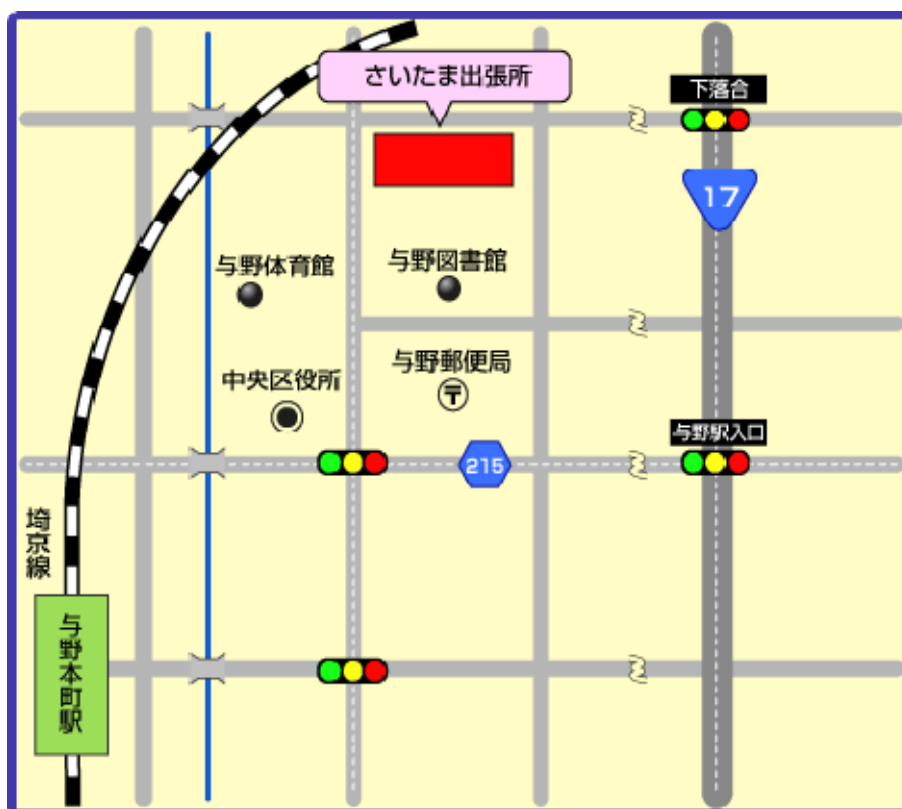 さいたま出張所
下落合
17
与野体育館
与野図書館
中央区役所
与野郵便局
〒
与野駅入口
215
埼京線
与野本町駅